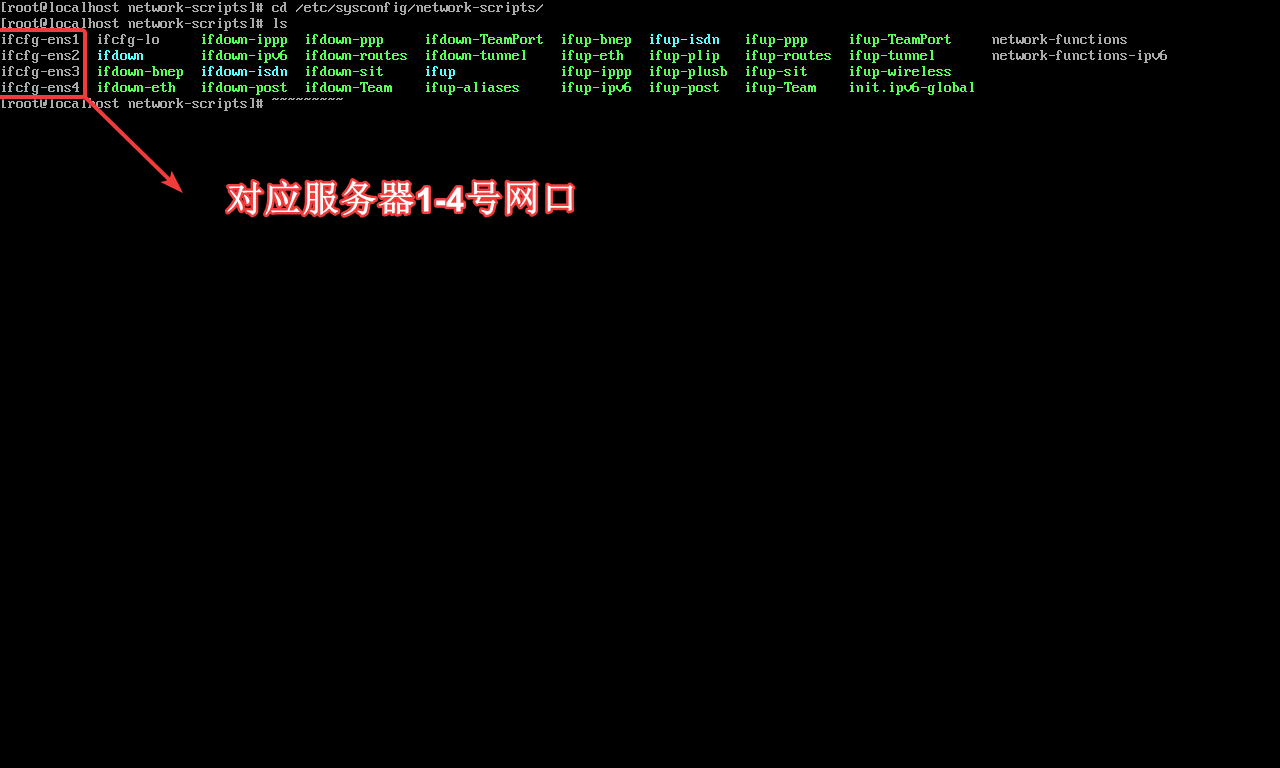 [root@localhost network-scripts]# cd /etc/sysconfig/network-scripts/
[root@localhost network-scripts]# ls
ifcfg-ens1  ifcfg-lo     ifdown-ippp  ifdown-ppp     ifdown-TeamPort  ifup-bnep  ifup-isdn   ifup-ppp     ifup-TeamPort     network-functions
ifcfg-ens2  ifdown       ifdown-ipv6  ifdown-routes  ifdown-tunnel    ifup-eth   ifup-plip   ifup-routes  ifup-tunnel       network-functions-ipv6
ifcfg-ens3  ifdown-bnep  ifdown-isdn  ifdown-sit     ifup             ifup-ippp  ifup-plusb  ifup-sit     ifup-wireless
ifcfg-ens4  ifdown-eth   ifdown-post  ifdown-Team    ifup-aliases     ifup-ipv6  ifup-post   ifup-Team    init.ipv6-global
[root@localhost network-scripts]# ~~~~~~~~~
对应服务器1-4号网口